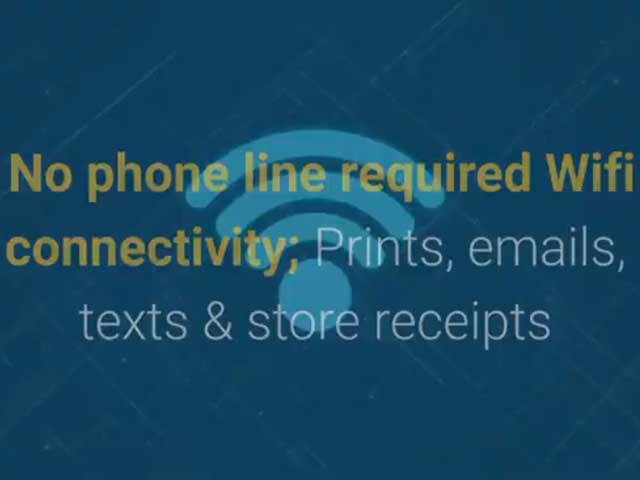 No phone line required Wifi
connectivity; Prints, emails,
texts & store receipts